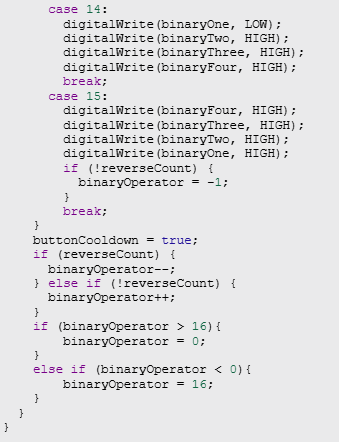 case 14:
digitalWrite(binaryOne, LOW);
digitalWrite(binaryTwo, HIGH);
digitalWrite(binaryThree, HIGH);
digitalWrite(binaryFour, HIGH);
break;
case 15:
digitalWrite(binaryFour, HIGH);
digitalWrite(binaryThree, HIGH);
digitalWrite(binaryTwo, HIGH);
digitalWrite(binaryOne, HIGH);
if (!reverseCount) {
binaryOperator = -1;
}
break;
}
buttonCooldown = true;
if (reverseCount) {
binaryOperator--;
} else if (!reverseCount) {
binaryOperator++;
}
if (binaryOperator > 16){
binaryOperator = 0;
}
else if (binaryOperator < 0){
binaryOperator = 16;
}
}
}